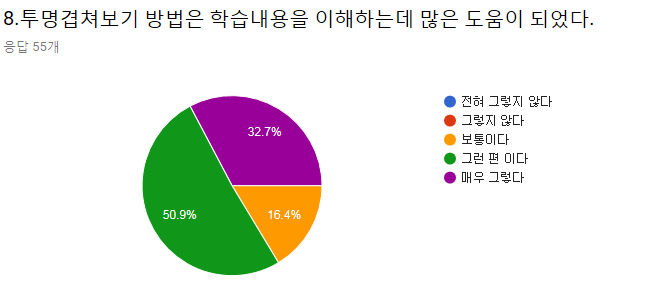 8.투명겹쳐보기 방법은 학습내용을 이해하는데 많은 도움이 되었다.
응답 55개
전혀 그렇지 않다
그렇지 않다
보통이다
그런 편 이다
매우 그렇다
32.7%
50.9%
16.4%